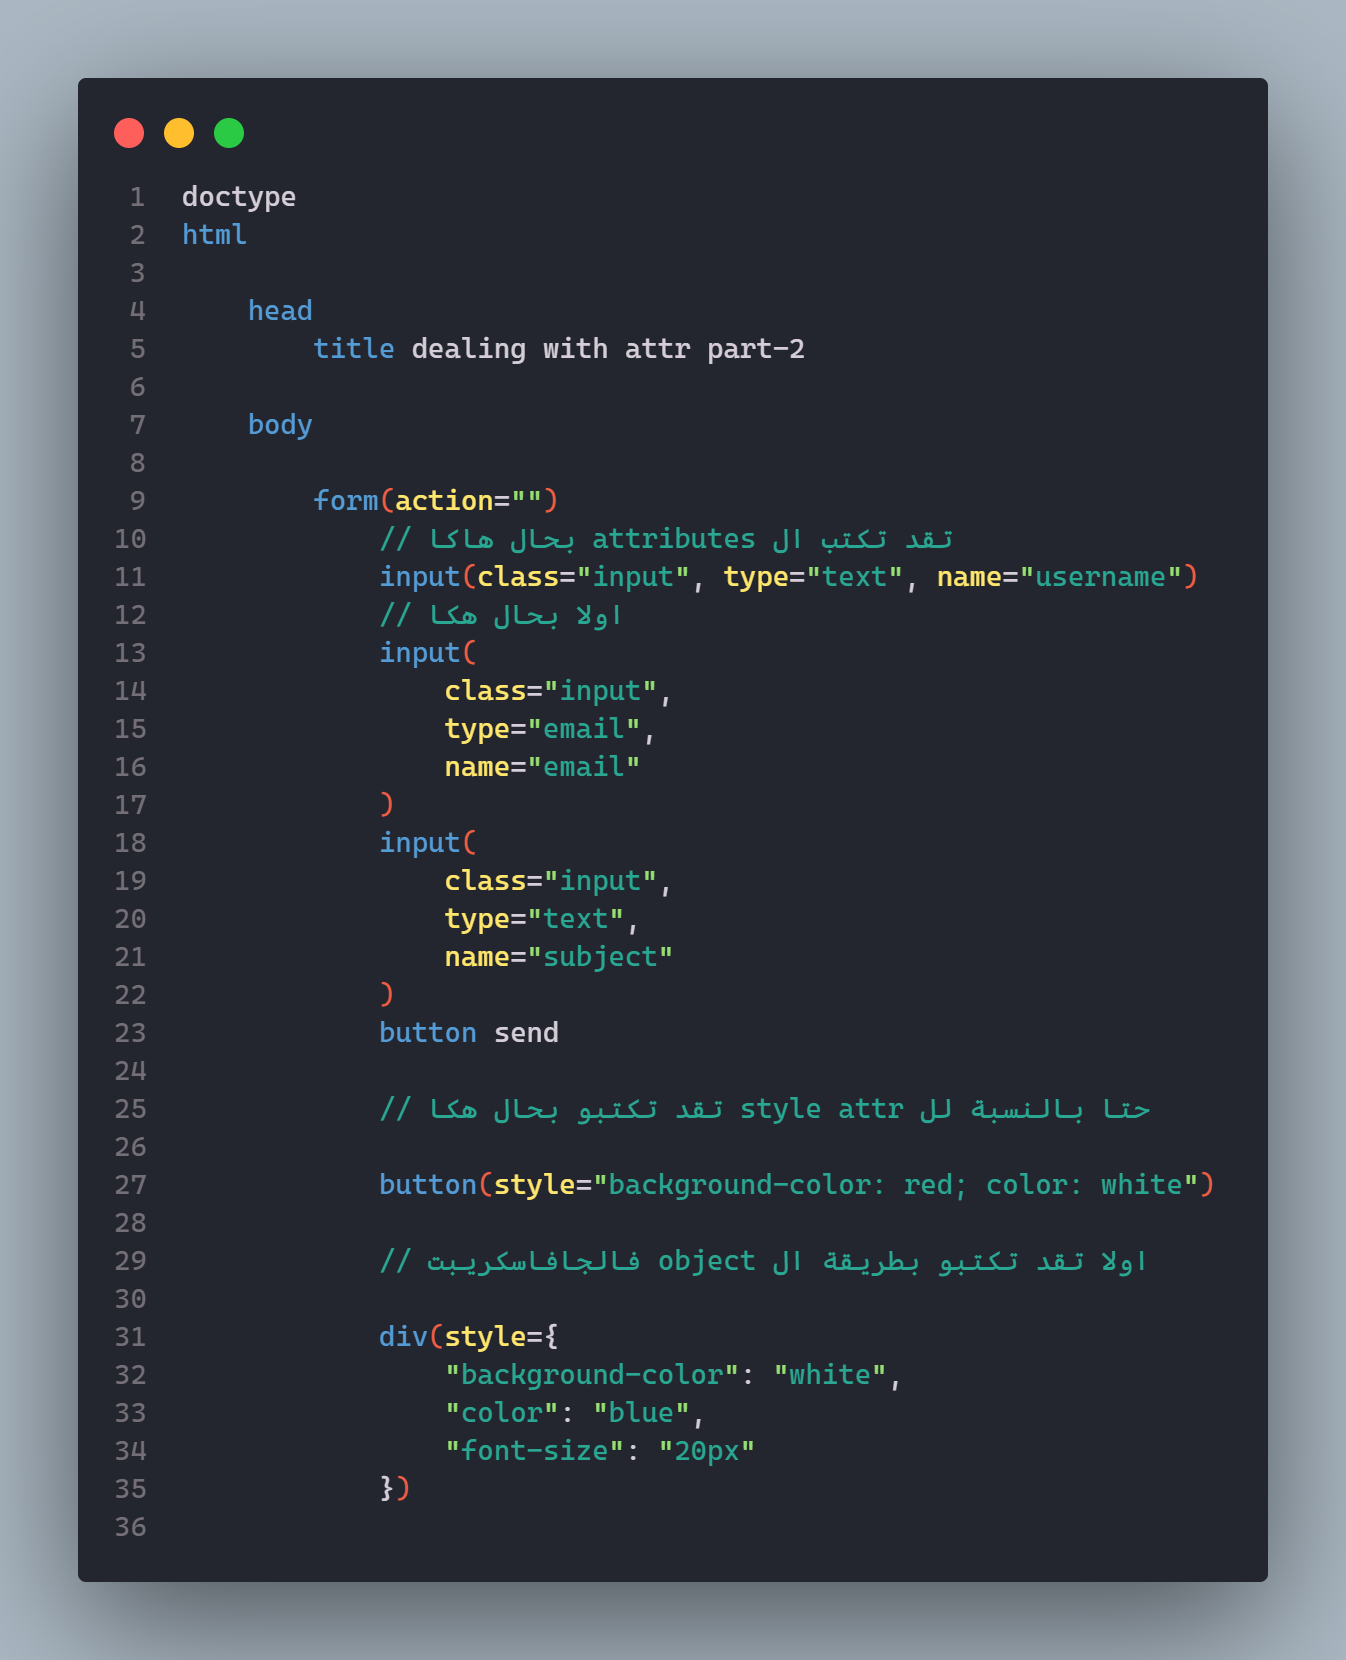 1 doctype
2 html
3
4     head
5         title dealing with attr part-2
6
7     body
8
9         form(action="")
10             // تقد تكتب ال attributes بحال هاكا
11             input(class="input", type="text", name="username")
12             // اولا بحال هكا
13             input(
14                 class="input",
15                 type="email",
16                 name="email"
17             )
18             input(
19                 class="input",
20                 type="text",
21                 name="subject"
22             )
23             button send
24
25             // حتا بالنسبة لل style attr تقد تكتبو بحال هكا
26
27             button(style="background-color: red; color: white")
28
29             // اولا تقد تكتبو بطريقة ال object فالجافاسكريبت
30
31             div(style={
32                 "background-color": "white",
33                 "color": "blue",
34                 "font-size": "20px"
35             })
36